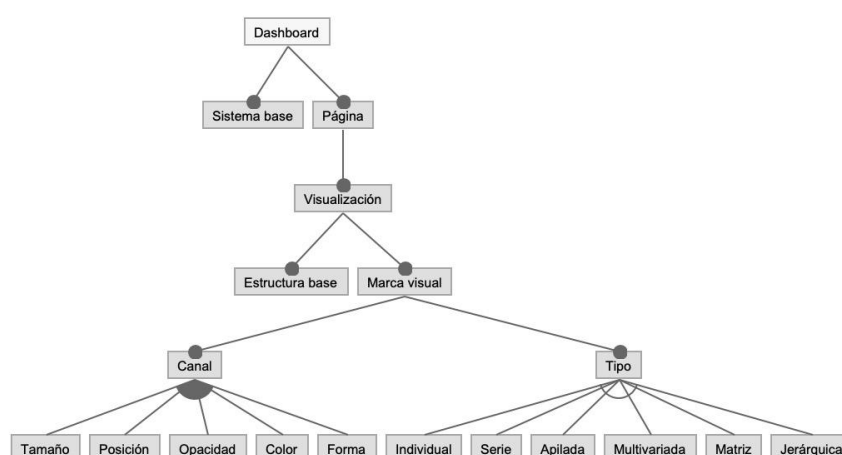 Dashboard
Sistema base Página
Visualización
Estructura base Marca visual
Canal Tipo
Tamaño Posición Opacidad Color Forma Individual Serie Apilada Multivariada Matriz Jerárquica